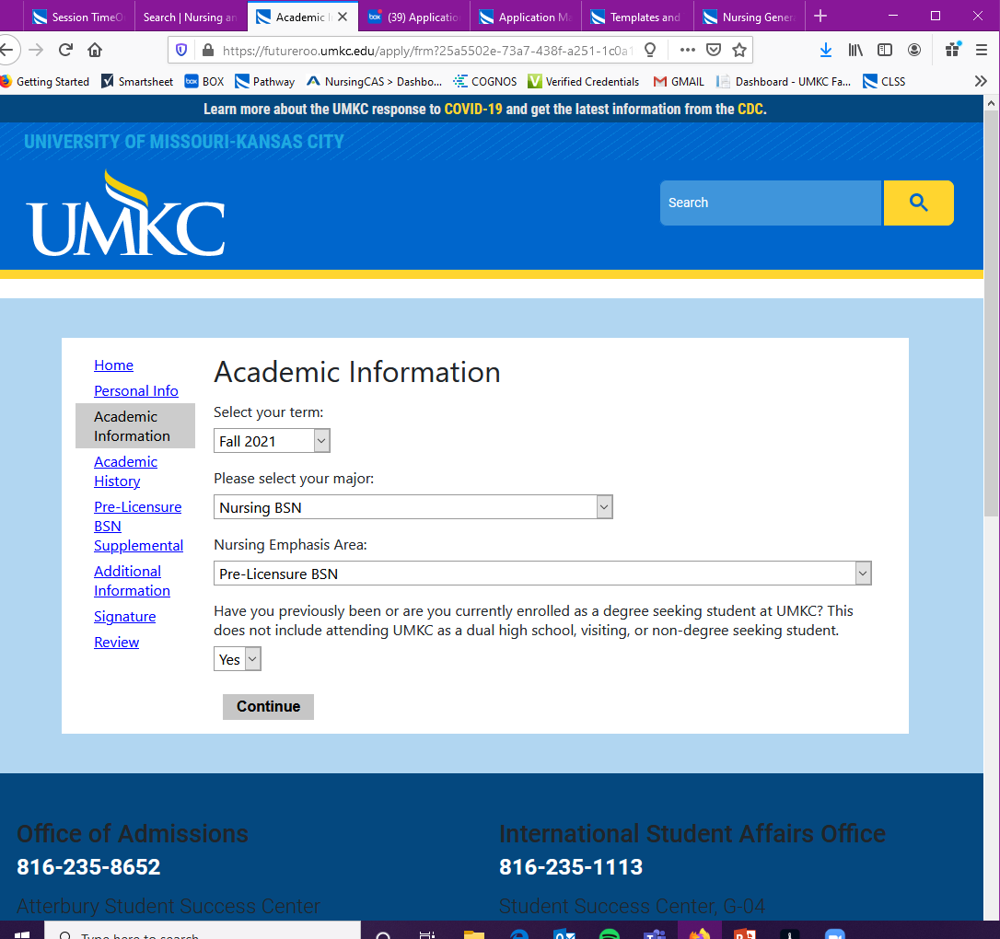 Session TimeO
Search | Nursing an
Academic I
(39) Applicatio
Application Ma
Templates and
Nursing Genera
https://futureroo.umkc.edu/apply/frm?25a5502e-73a7-438f-a251-1c0a1
Getting Started
Smartsheet
box BOX
Pathway
NursingCAS > Dashbo...
COGNOS
Verified Credentials
GMAIL
Dashboard - UMKC Fa...
CLSS
Learn more about the UMKC response to COVID-19 and get the latest information from the CDC.
UNIVERSITY OF MISSOURI-KANSAS CITY
UMKC
Search
Home
Personal Info
Academic
Information
Academic
History
Pre-Licensure
BSN
Supplemental
Additional
Information
Signature
Review
Academic Information
Select your term:
Fall 2021
Please select your major:
Nursing BSN
Nursing Emphasis Area:
Pre-Licensure BSN
Have you previously been or are you currently enrolled as a degree seeking student at UMKC? This
does not include attending UMKC as a dual high school, visiting, or non-degree seeking student.
Yes
Continue
Office of Admissions
816-235-8652
Atterbury Student Success Center
International Student Affairs Office
816-235-1113
Student Success Center, G-04
Type here to search